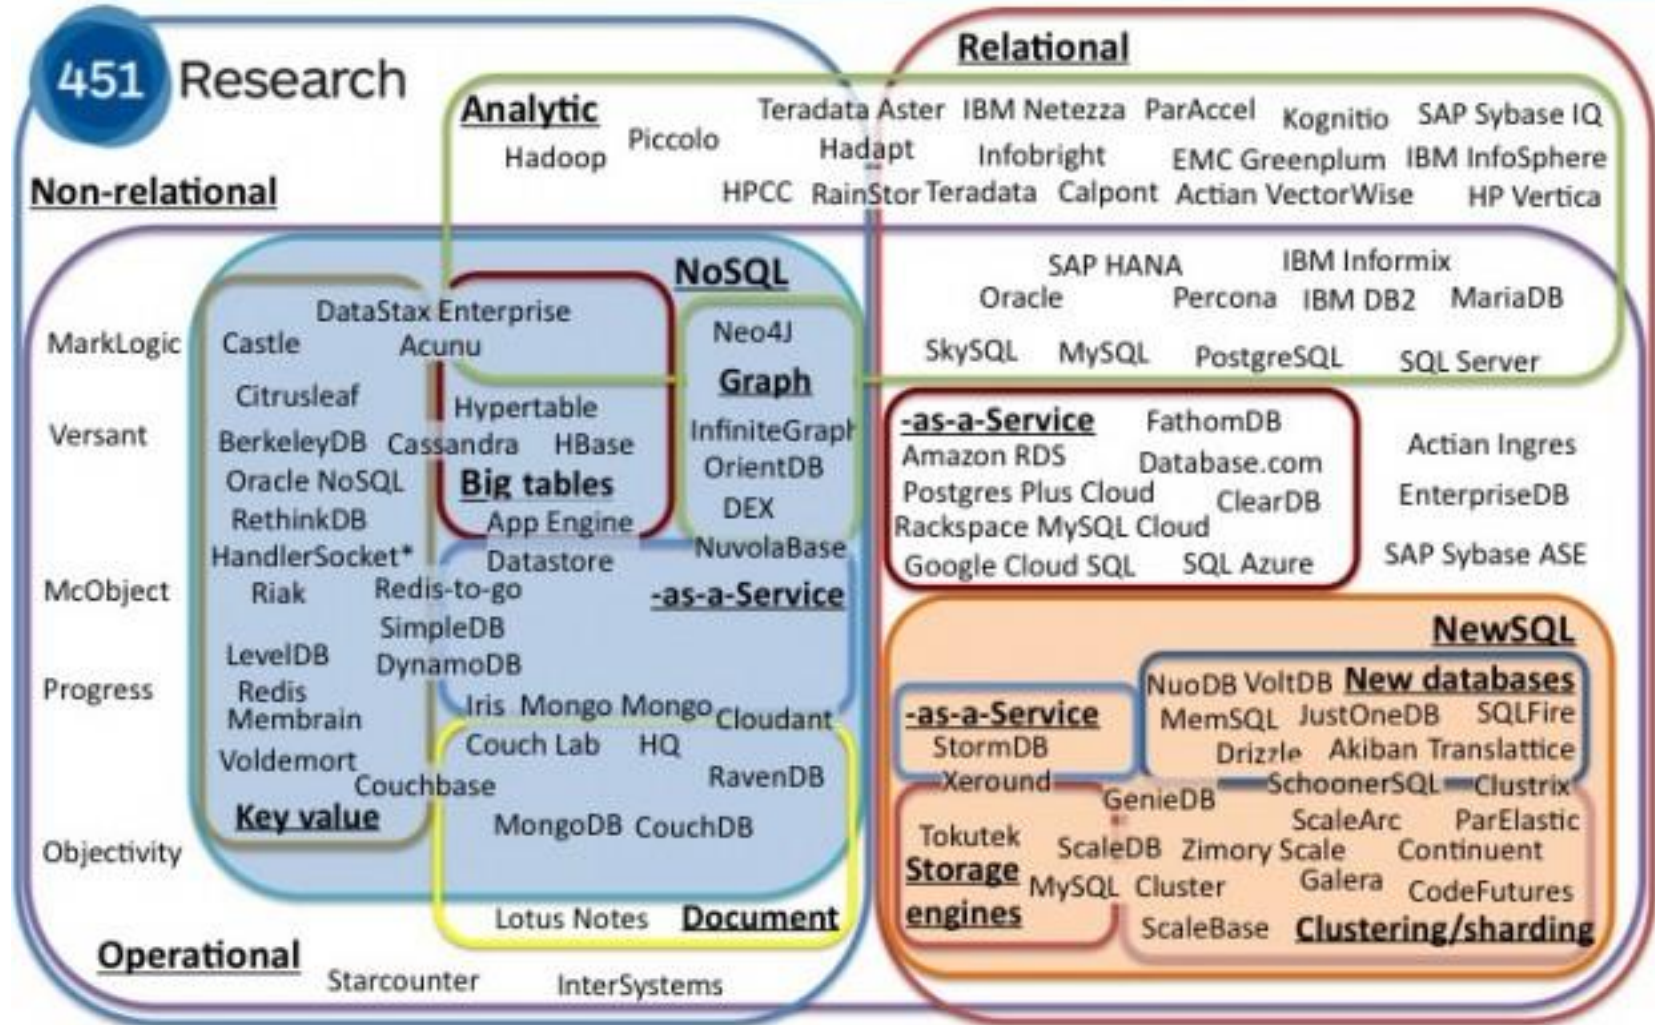 451 Research
Relational
Analytic
Teradata Aster IBM Netezza ParAccel Kognitio SAP Sybase IQ
Piccolo
Hadoop
Hadapt Infobright EMC Greenplum IBM InfoSphere
Non-relational
HPCC RainStor Teradata Calpont Actian VectorWise HP Vertica
NoSQL
SAP HANA IBM Informix
Oracle Percona IBM DB2 MariaDB
SkySQL MySQL PostgreSQL SQL Server
MarkLogic
Versant
McObject
Progress
Objectivity
DataStax Enterprise
Castle Acunu
Citrusleaf
BerkeleyDB Cassandra
Oracle NoSQL
RethinkDB
HandlerSocket*
Riak Redis-to-go
SimpleDB
LevelDB DynamoDB
Redis
Membrain
Voldemort
Couchbase
Key value
Hypertable
HBase
Big tables
App Engine
Datastore
Neo4J
Graph
InfiniteGraph
OrientDB
DEX
NuvolaBase
-as-a-Service
Iris Mongo Mongo Cloudant
Couch Lab HQ
RavenDB
MongoDB CouchDB
Lotus Notes Document
Operational
Starcounter InterSystems
-as-a-Service FathomDB
Amazon RDS Database.com
Postgres Plus Cloud ClearDB
Rackspace MySQL Cloud
Google Cloud SQL SQL Azure
Actian Ingres
EnterpriseDB
SAP Sybase ASE
NewSQL
NuoDB VoltDB New databases
MemSQL JustOneDB SQLFire
Drizzle Akiban Translattice
SchoonerSQL Clustrix
-as-a-Service
StormDB
Xeround
GenieDB
ScaleArc ParElastic
Tokutek ScaleDB Zimory Scale Continuent
Storage
engines
MySQL Cluster Galera CodeFutures
ScaleBase Clustering/sharding